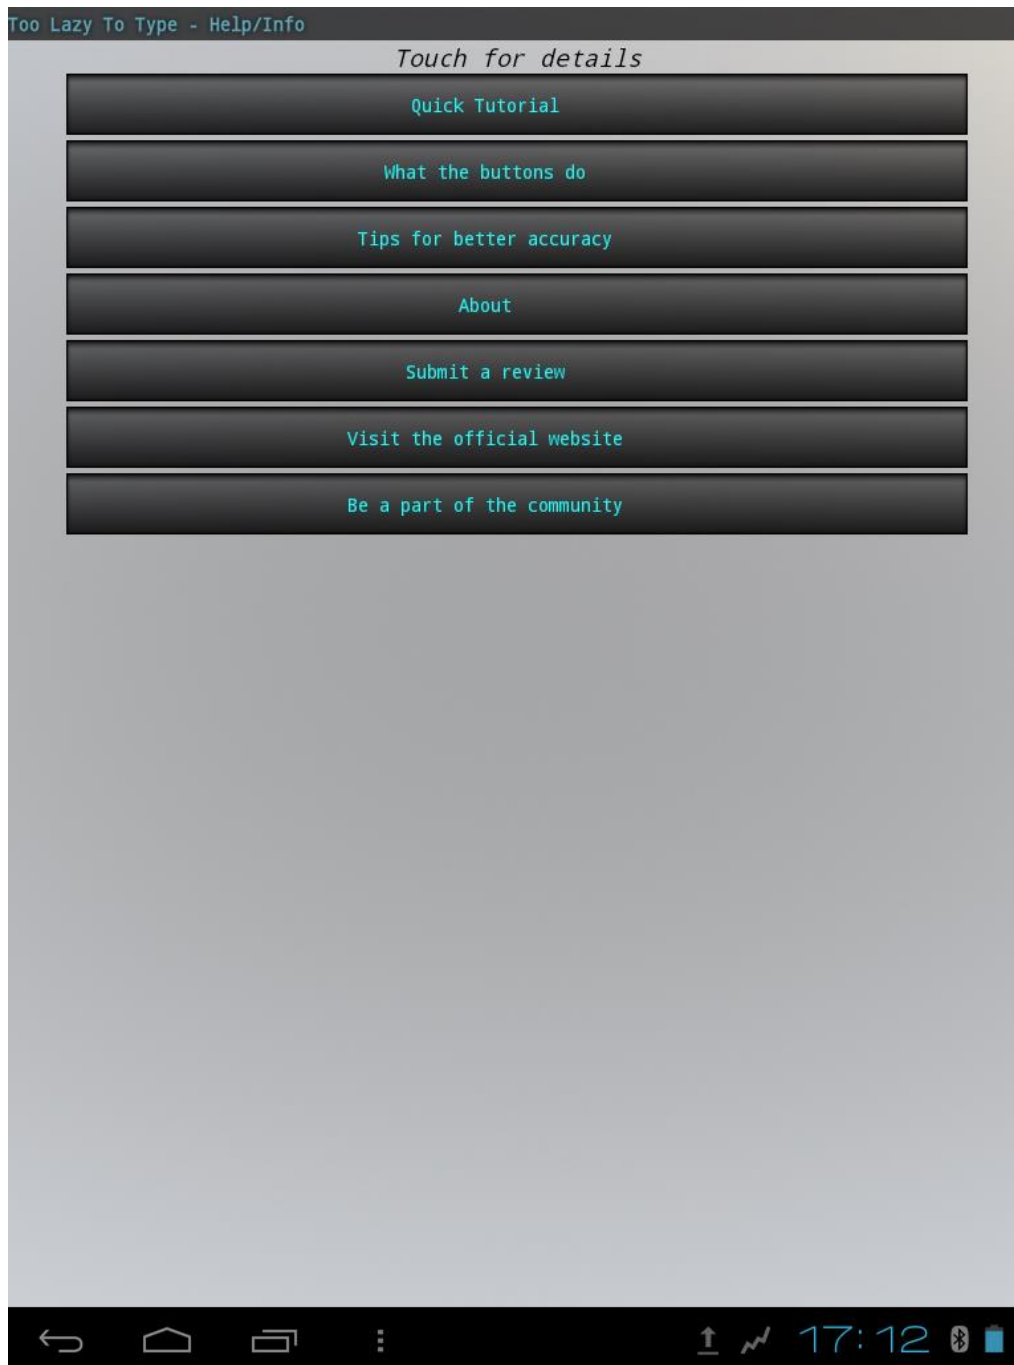 Too Lazy To Type - Help/Info
Touch for details
Quick Tutorial
What the buttons do
Tips for better accuracy
About
Submit a review
Visit the official website
Be a part of the community
17:12